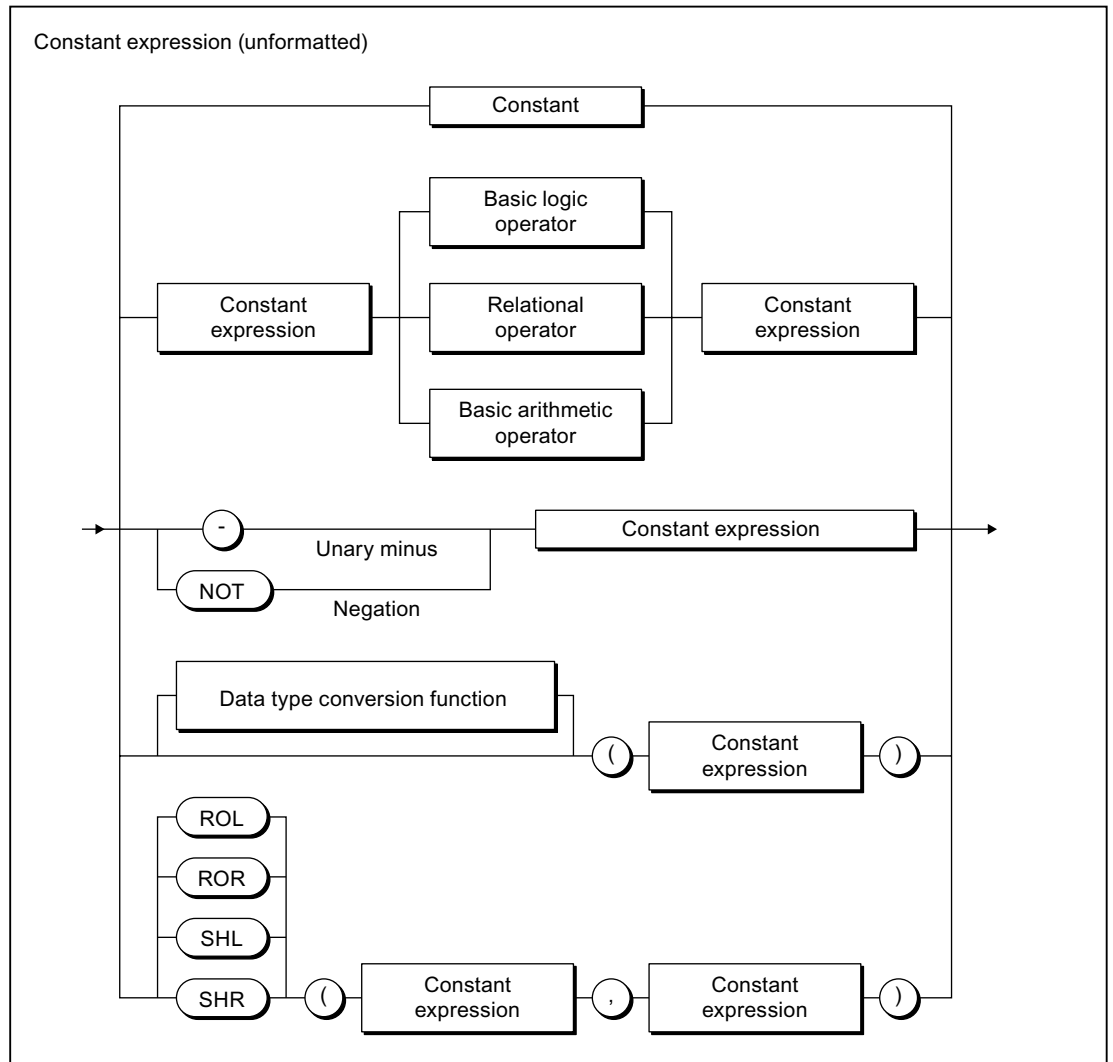 Constant expression (unformatted)
Constant
Basic logic
operator
Constant
expression
Relational
operator
Constant
expression
Basic arithmetic
operator
-
Unary minus
Constant expression
NOT
Negation
Data type conversion function
(
Constant
expression
)
ROL
ROR
SHL
SHR
(
Constant
expression
,
Constant
expression
)